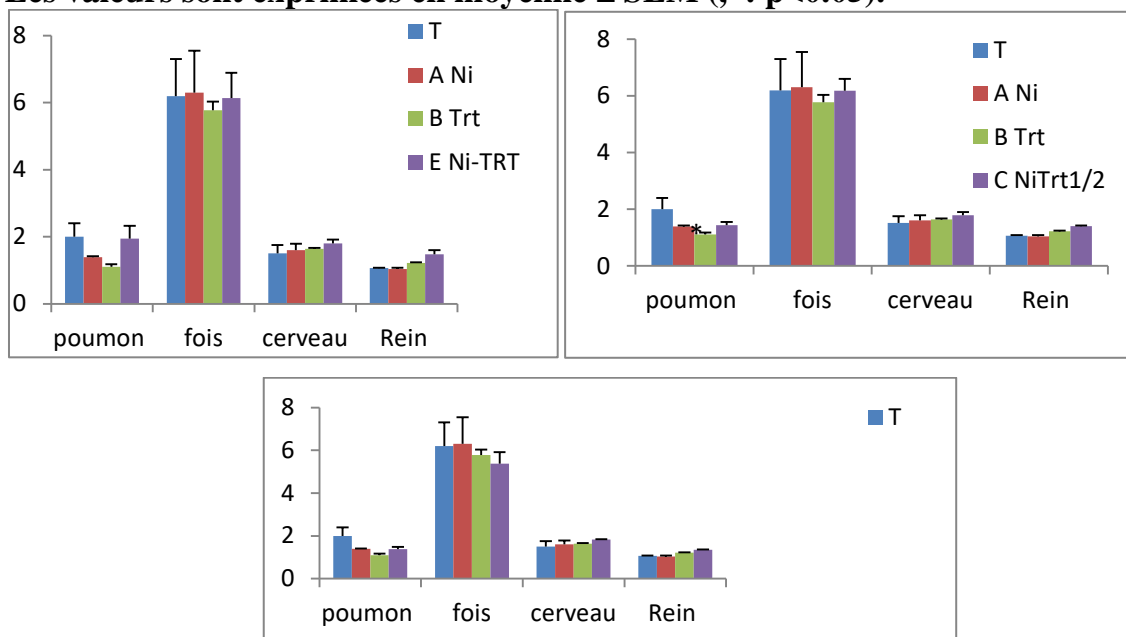 Les valeurs sont exprimées en moyenne ± SEM (,* : p <0.05).
8
6
4
2
0
poumon fois cerveau Rein
T
A Ni
B Trt
E Ni-TRT
8
6
4
2
0
*
poumon fois cerveau Rein
T
A Ni
B Trt
C NiTrt1/2
8
6
4
2
0
poumon fois cerveau Rein
T